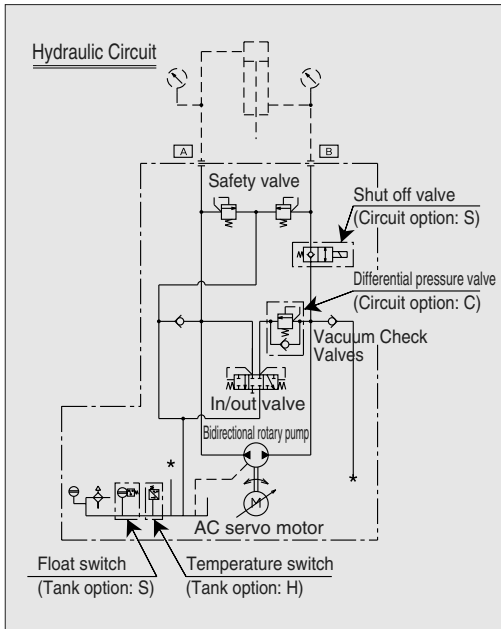 Hydraulic Circuit
A
B
Safety valve
Shut off valve
(Circuit option: S)
Differential pressure valve
(Circuit option: C)
Vacuum Check
Valves
In/out valve
Bidirectional rotary pump
*
*
M
AC servo motor
Float switch
(Tank option: S)
Temperature switch
(Tank option: H)